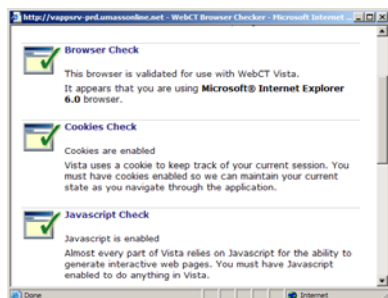 http://vappsrv-prd.umassonline.net - WebCT Browser Checker - Microsoft Internet ...
Browser Check
This browser is validated for use with WebCT Vista.
It appears that you are using Microsoft® Internet Explorer
6.0 browser.
Cookies Check
Cookies are enabled
Vista uses a cookie to keep track of your current session. You
must have cookies enabled so we can maintain your current
state as you navigate through the application.
Javascript Check
Javascript is enabled
Almost every part of Vista relies on Javascript for the ability to
generate interactive web pages. You must have Javascript
enabled to do anything in Vista.
Done
Internet